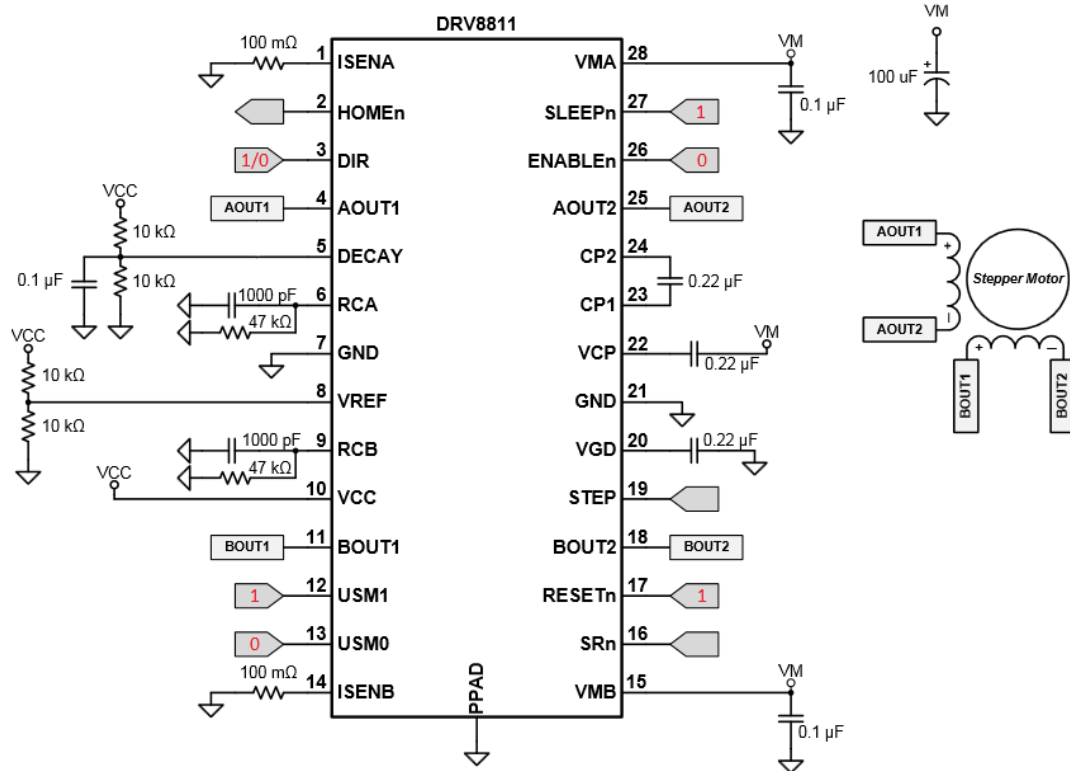 DRV8811
100 mΩ
1
ISENA
2
HOMEn
1/0
3
DIR
AOUT1
4
AOUT1
VCC
10 kΩ
5
DECAY
0.1 µF
10 kΩ
1000 pF
6
RCA
47 kΩ
7
GND
VCC
10 kΩ
8
VREF
10 kΩ
1000 pF
9
RCB
47 kΩ
VCC
10
VCC
BOUT1
11
BOUT1
1
12
USM1
0
13
USM0
100 mΩ
14
ISENB
PPAD
VMA
28
VM
0.1 µF
SLEEPn
27
1
ENABLEn
26
0
AOUT2
25
AOUT2
CP2
24
0.22 µF
CP1
23
VCP
22
VM
0.22 µF
GND
21
VGD
20
0.22 µF
STEP
19
BOUT2
18
BOUT2
RESETn
17
1
SRn
16
VMB
15
VM
0.1 µF
VM
+
100 uF
AOUT1
+
Stepper Motor
AOUT2
–
+
–
BOUT1
BOUT2